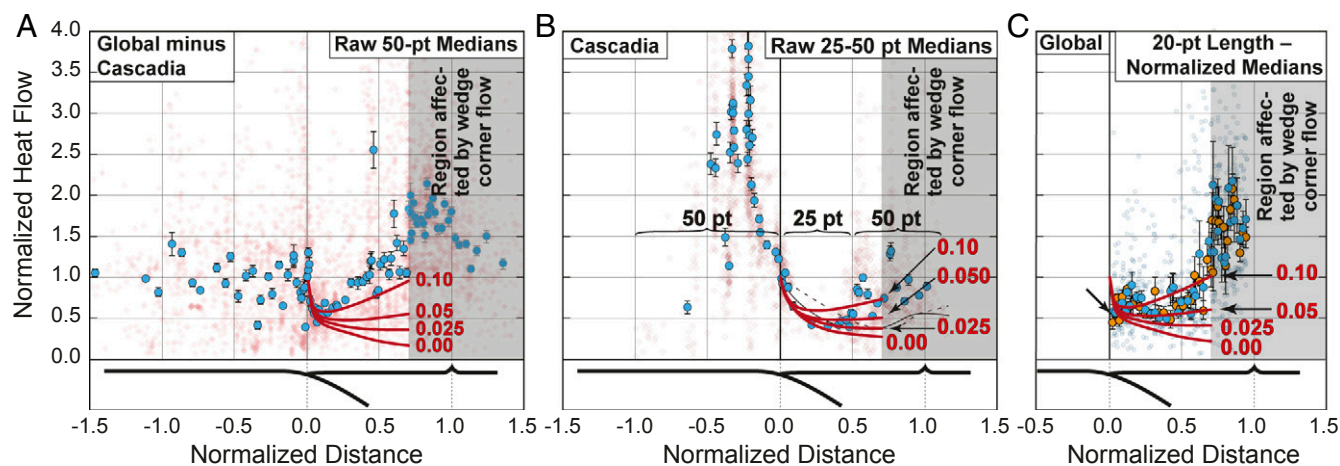 A
Global minus
Cascadia
Raw 50-pt Medians
Region affec-
ted by wedge
corner flow
Normalized Heat Flow
4.0
3.5
3.0
2.5
2.0
1.5
1.0
0.5
0.0
0.10
0.05
0.025
0.00
-1.5 -1.0 -0.5 0.0 0.5 1.0 1.5
Normalized Distance
B
Cascadia
Raw 25-50 pt Medians
Region affec-
ted by wedge
corner flow
50 pt 25 pt 50 pt
0.10
0.050
0.025
0.00
-1.0 -0.5 0.0 0.5 1.0 1.5
Normalized Distance
C
Global
20-pt Length –
Normalized Medians
Region affec-
ted by wedge
corner flow
0.10
0.05
0.025
0.00
-0.5 0.0 0.5 1.0 1.5
Normalized Distance